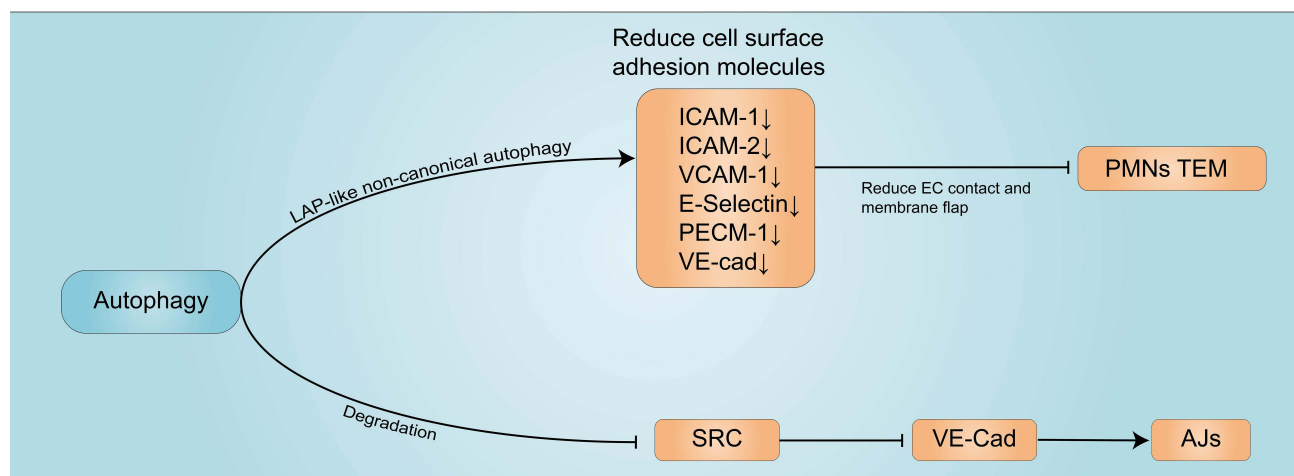 Reduce cell surface
adhesion molecules
ICAM-1↓
ICAM-2↓
VCAM-1↓
E-Selectin↓
PECM-1↓
VE-cad↓
LAP-like non-canonical autophagy
Reduce EC contact and
membrane flap
PMNs TEM
Autophagy
Degradation
SRC
VE-Cad
AJs